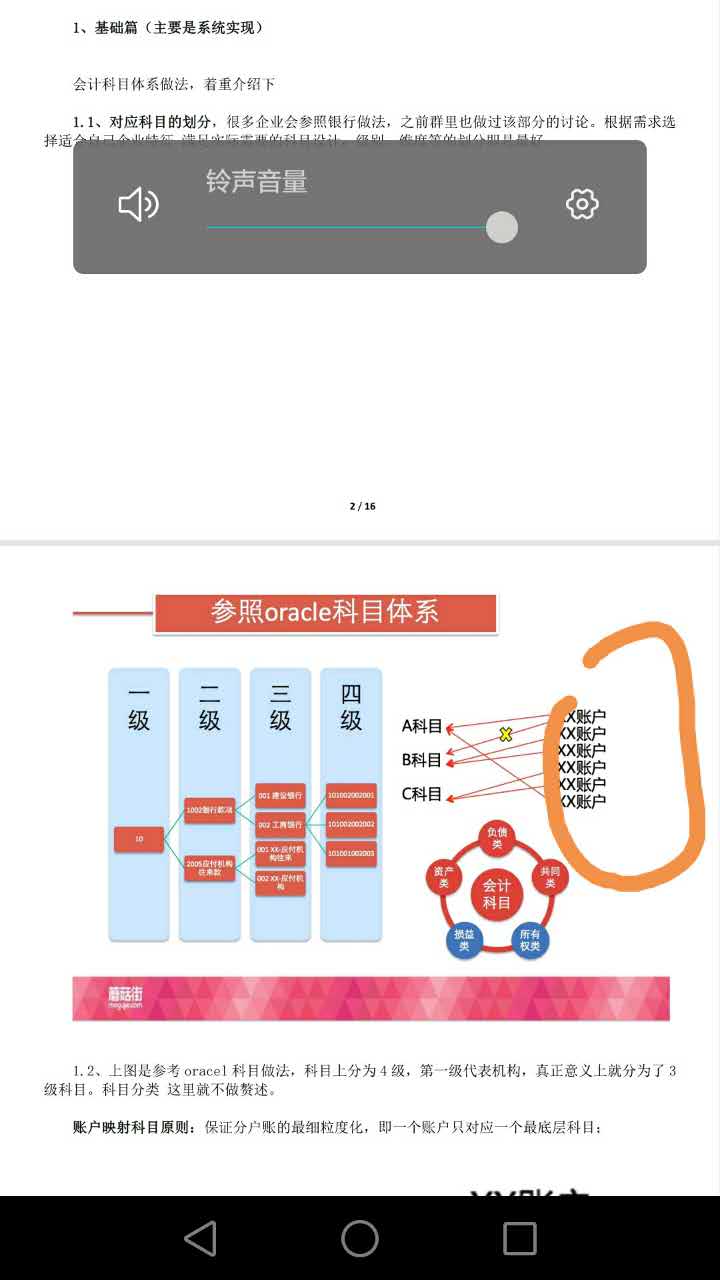 1、基础篇（主要是系统实现）
会计科目体系做法，着重介绍下
1.1、对应科目的划分，很多企业会参照银行做法，之前群里也做过该部分的讨论。根据需求选
择适合自己企业特征 满足实际需要的科目设计、级别、维度等的划分即是最好
铃声音量
2 / 16
参照oracle科目体系
一级
二级
三级
四级
10
1002银行款项
2005应付机构往来款
001 建设银行
002 工商银行
001 XX-应付机构往来
002 XX-应付机构
101002002001
101002002002
101001002003
A科目
B科目
C科目
XX账户
XX账户
XX账户
XX账户
XX账户
XX账户
负债类
资产类
共同类
会计科目
损益类
所有权类
蘑菇街
mogujie.com
1.2、上图是参考 oracel 科目做法，科目上分为 4 级，第一级代表机构，真正意义上就分为了 3
级科目。科目分类 这里就不做赘述。
账户映射科目原则：保证分户账的最细粒度化，即一个账户只对应一个最底层科目；
XX账户